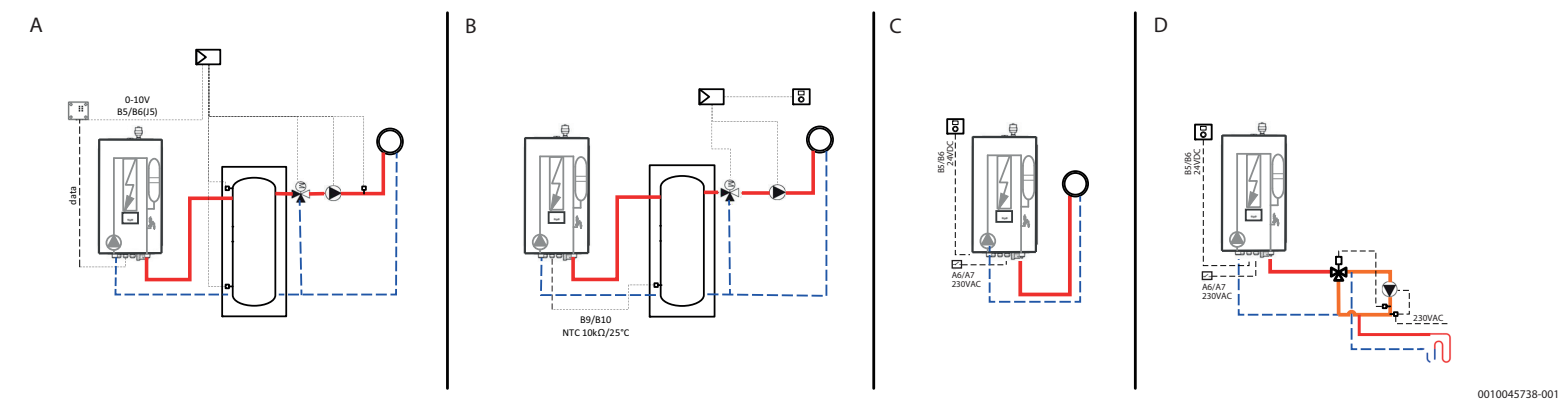 A
0-10V
B5/B6(J5)
data
M
B
M
B9/B10
NTC 10kΩ/25°C
C
B5/B6
24VDC
A6/A7
230VAC
D
B5/B6
24VDC
A6/A7
230VAC
230VAC
0010045738-001